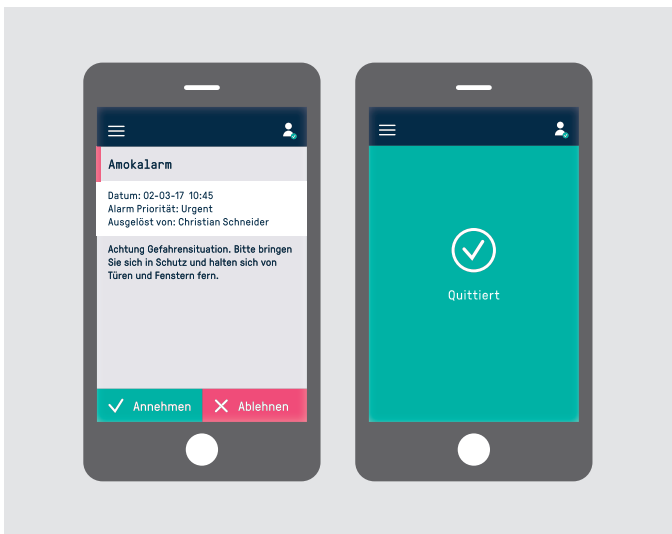 Amokalarm
Datum: 02-03-17 10:45
Alarm Priorität: Urgent
Ausgelöst von: Christian Schneider
Achtung Gefahrensituation. Bitte bringen
Sie sich in Schutz und halten sich von
Türen und Fenstern fern.
Annehmen
Ablehnen
Quittiert